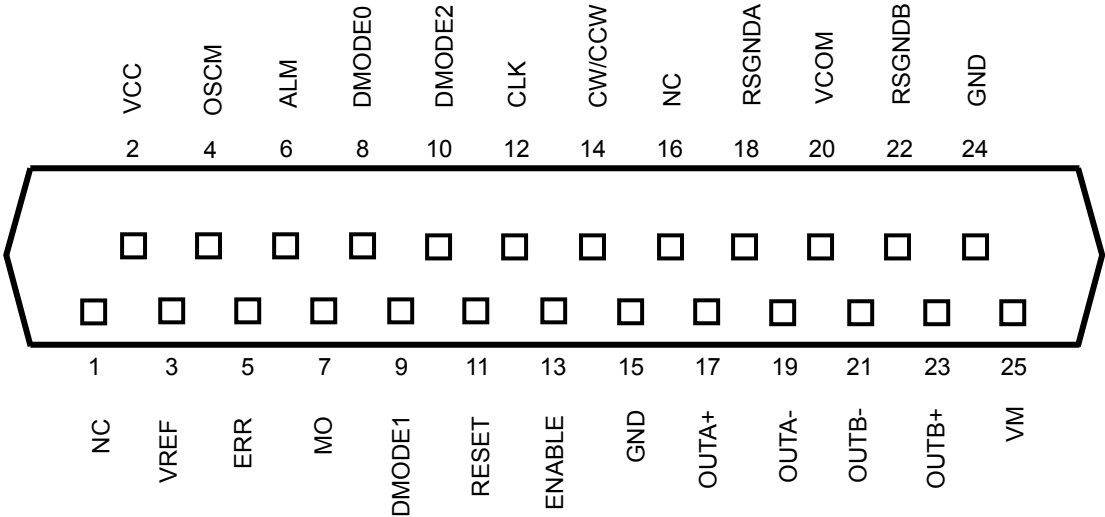 VCC OSCM ALM DMODE0 DMODE2 CLK CW/CCW NC RSGNDA VCOM RSGNDB GND
2 4 6 8 10 12 14 16 18 20 22 24
1 3 5 7 9 11 13 15 17 19 21 23 25
NC VREF ERR MO DMODE1 RESET ENABLE GND OUTA+ OUTA- OUTB- OUTB+ VM